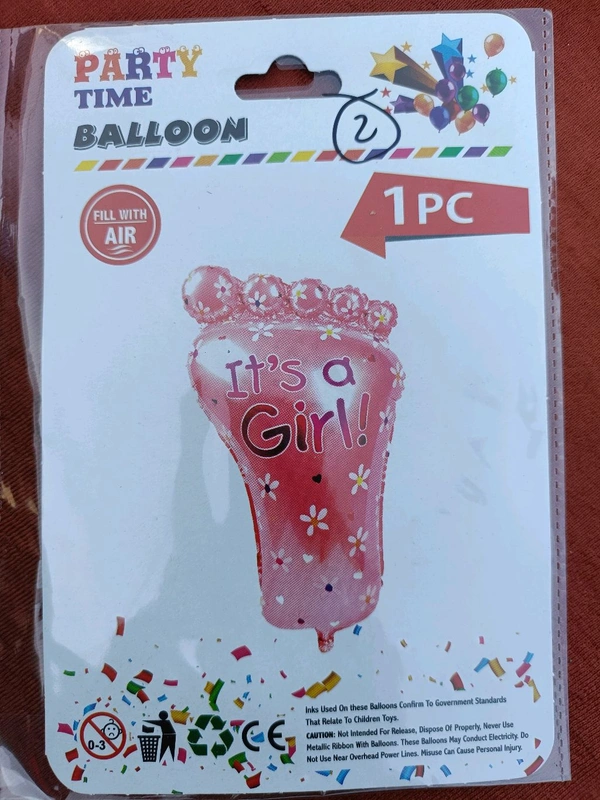 PARTY
TIME
BALLOON
2
1 PC
FILL WITH
AIR
It's a
Girl!
0-3
CE
Inks Used On these Balloons Confirm To Government Standards
That Relate To Children Toys.
CAUTION: Not Intended For Release, Dispose Of Properly, Never Use
Metallic Ribbon With Balloons. These Balloons May Conduct Electricity. Do
Not Use Near Overhead Power Lines. Misuse Can Cause Personal Injury.